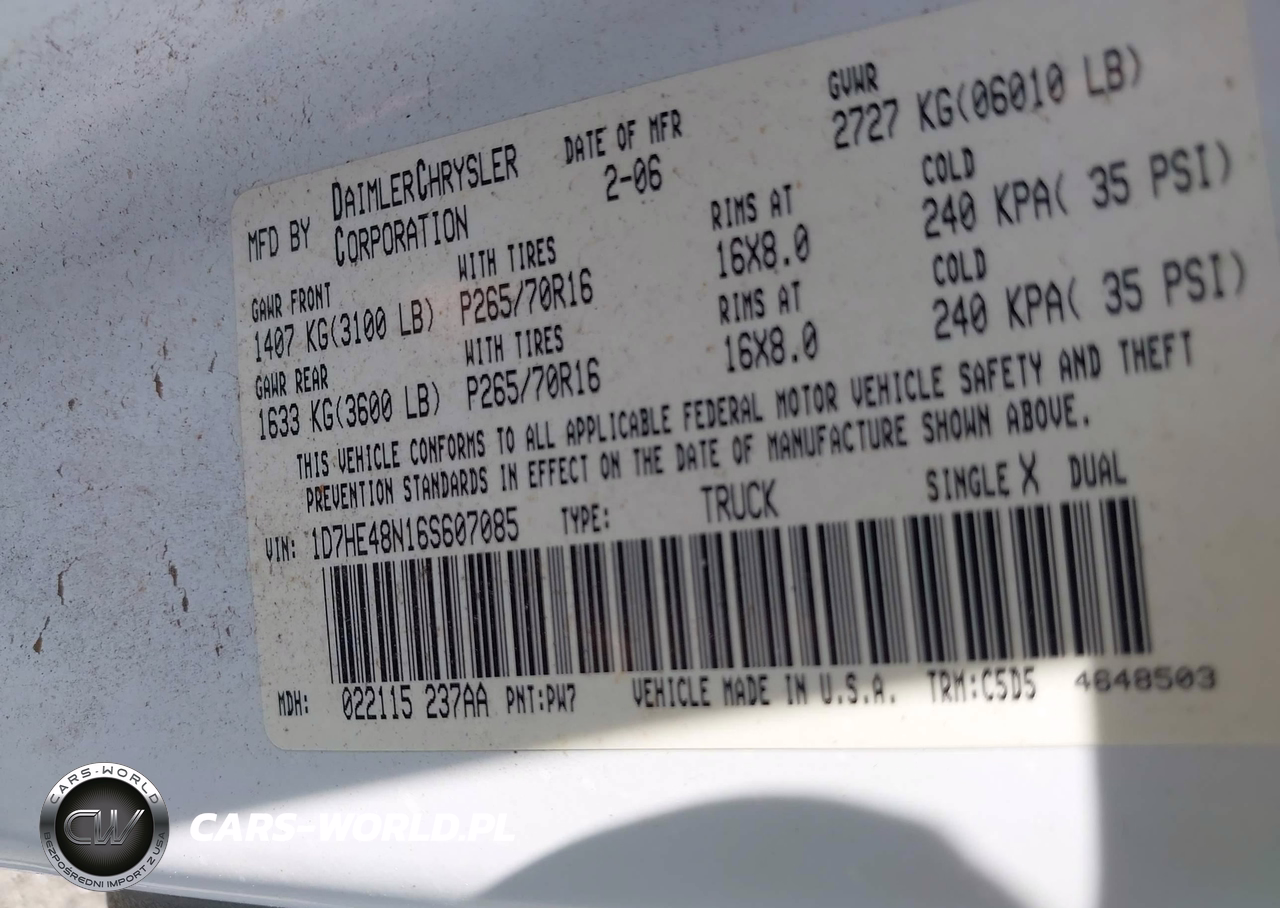 MFD BY DAIMLERCHRYSLER CORPORATION
DATE OF MFR 2-06
GVWR 2727 KG(06010 LB)
GAWR FRONT WITH TIRES RIMS AT COLD
1407 KG(3100 LB) P265/70R16 16X8.0 240 KPA( 35 PSI)
GAWR REAR WITH TIRES RIMS AT COLD
1633 KG(3600 LB) P265/70R16 16X8.0 240 KPA( 35 PSI)
THIS VEHICLE CONFORMS TO ALL APPLICABLE FEDERAL MOTOR VEHICLE SAFETY AND THEFT
PREVENTION STANDARDS IN EFFECT ON THE DATE OF MANUFACTURE SHOWN ABOVE.
VIN: 1D7HE48N16S607085 TYPE: TRUCK SINGLE X DUAL
MDH: 022115 237AA PNT:PW7 VEHICLE MADE IN U.S.A. TRM:C5D5 4648503
CARS-WORLD
CW
BEZPOŚREDNI IMPORT Z USA
CARS-WORLD.PL